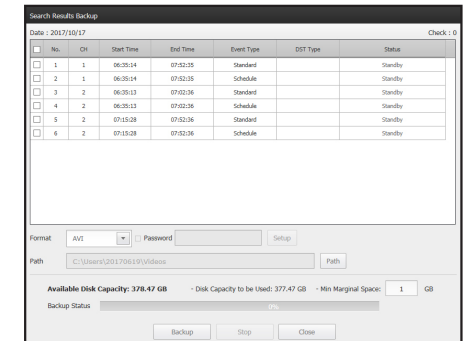 Search Results Backup
Date : 2017/10/17 Check : 0
No. CH Start Time End Time Event Type DST Type Status
1 1 06:35:14 07:52:35 Standard Standby
2 1 06:35:14 07:52:36 Schedule Standby
3 2 06:35:13 07:02:36 Standard Standby
4 2 06:35:13 07:02:36 Schedule Standby
5 2 07:15:28 07:52:36 Standard Standby
6 2 07:15:28 07:52:36 Schedule Standby
Format AVI Password Setup
Path C:\Users\20170619\Videos Path
Available Disk Capacity: 378.47 GB - Disk Capacity to be Used: 377.47 GB - Min Marginal Space: 1 GB
Backup Status 0%
Backup Stop Close